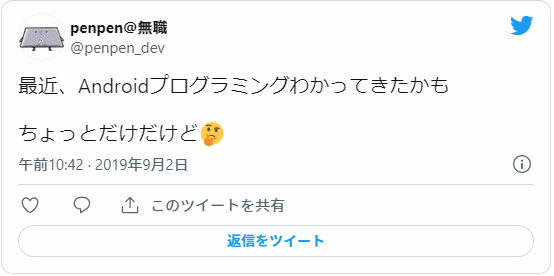 penpen@無職
@penpen_dev
最近、Androidプログラミングわかってきたかも
ちょっとだけだけど🤔
午前10:42 · 2019年9月2日
このツイートを共有
返信をツイート